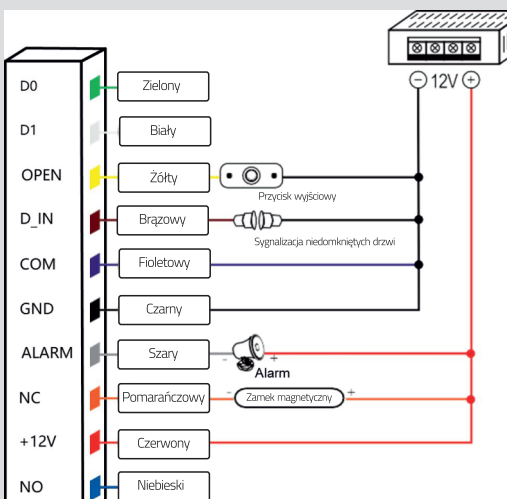 12V
D0 Zielony
D1 Biały
OPEN Żółty
Przycisk wyjściowy
D_IN Brązowy
Sygnalizacja niedomkniętych drzwi
COM Fioletowy
GND Czarny
ALARM Szary
- +
Alarm
NC Pomarańczowy - Zamek magnetyczny +
+12V Czerwony
NO Niebieski